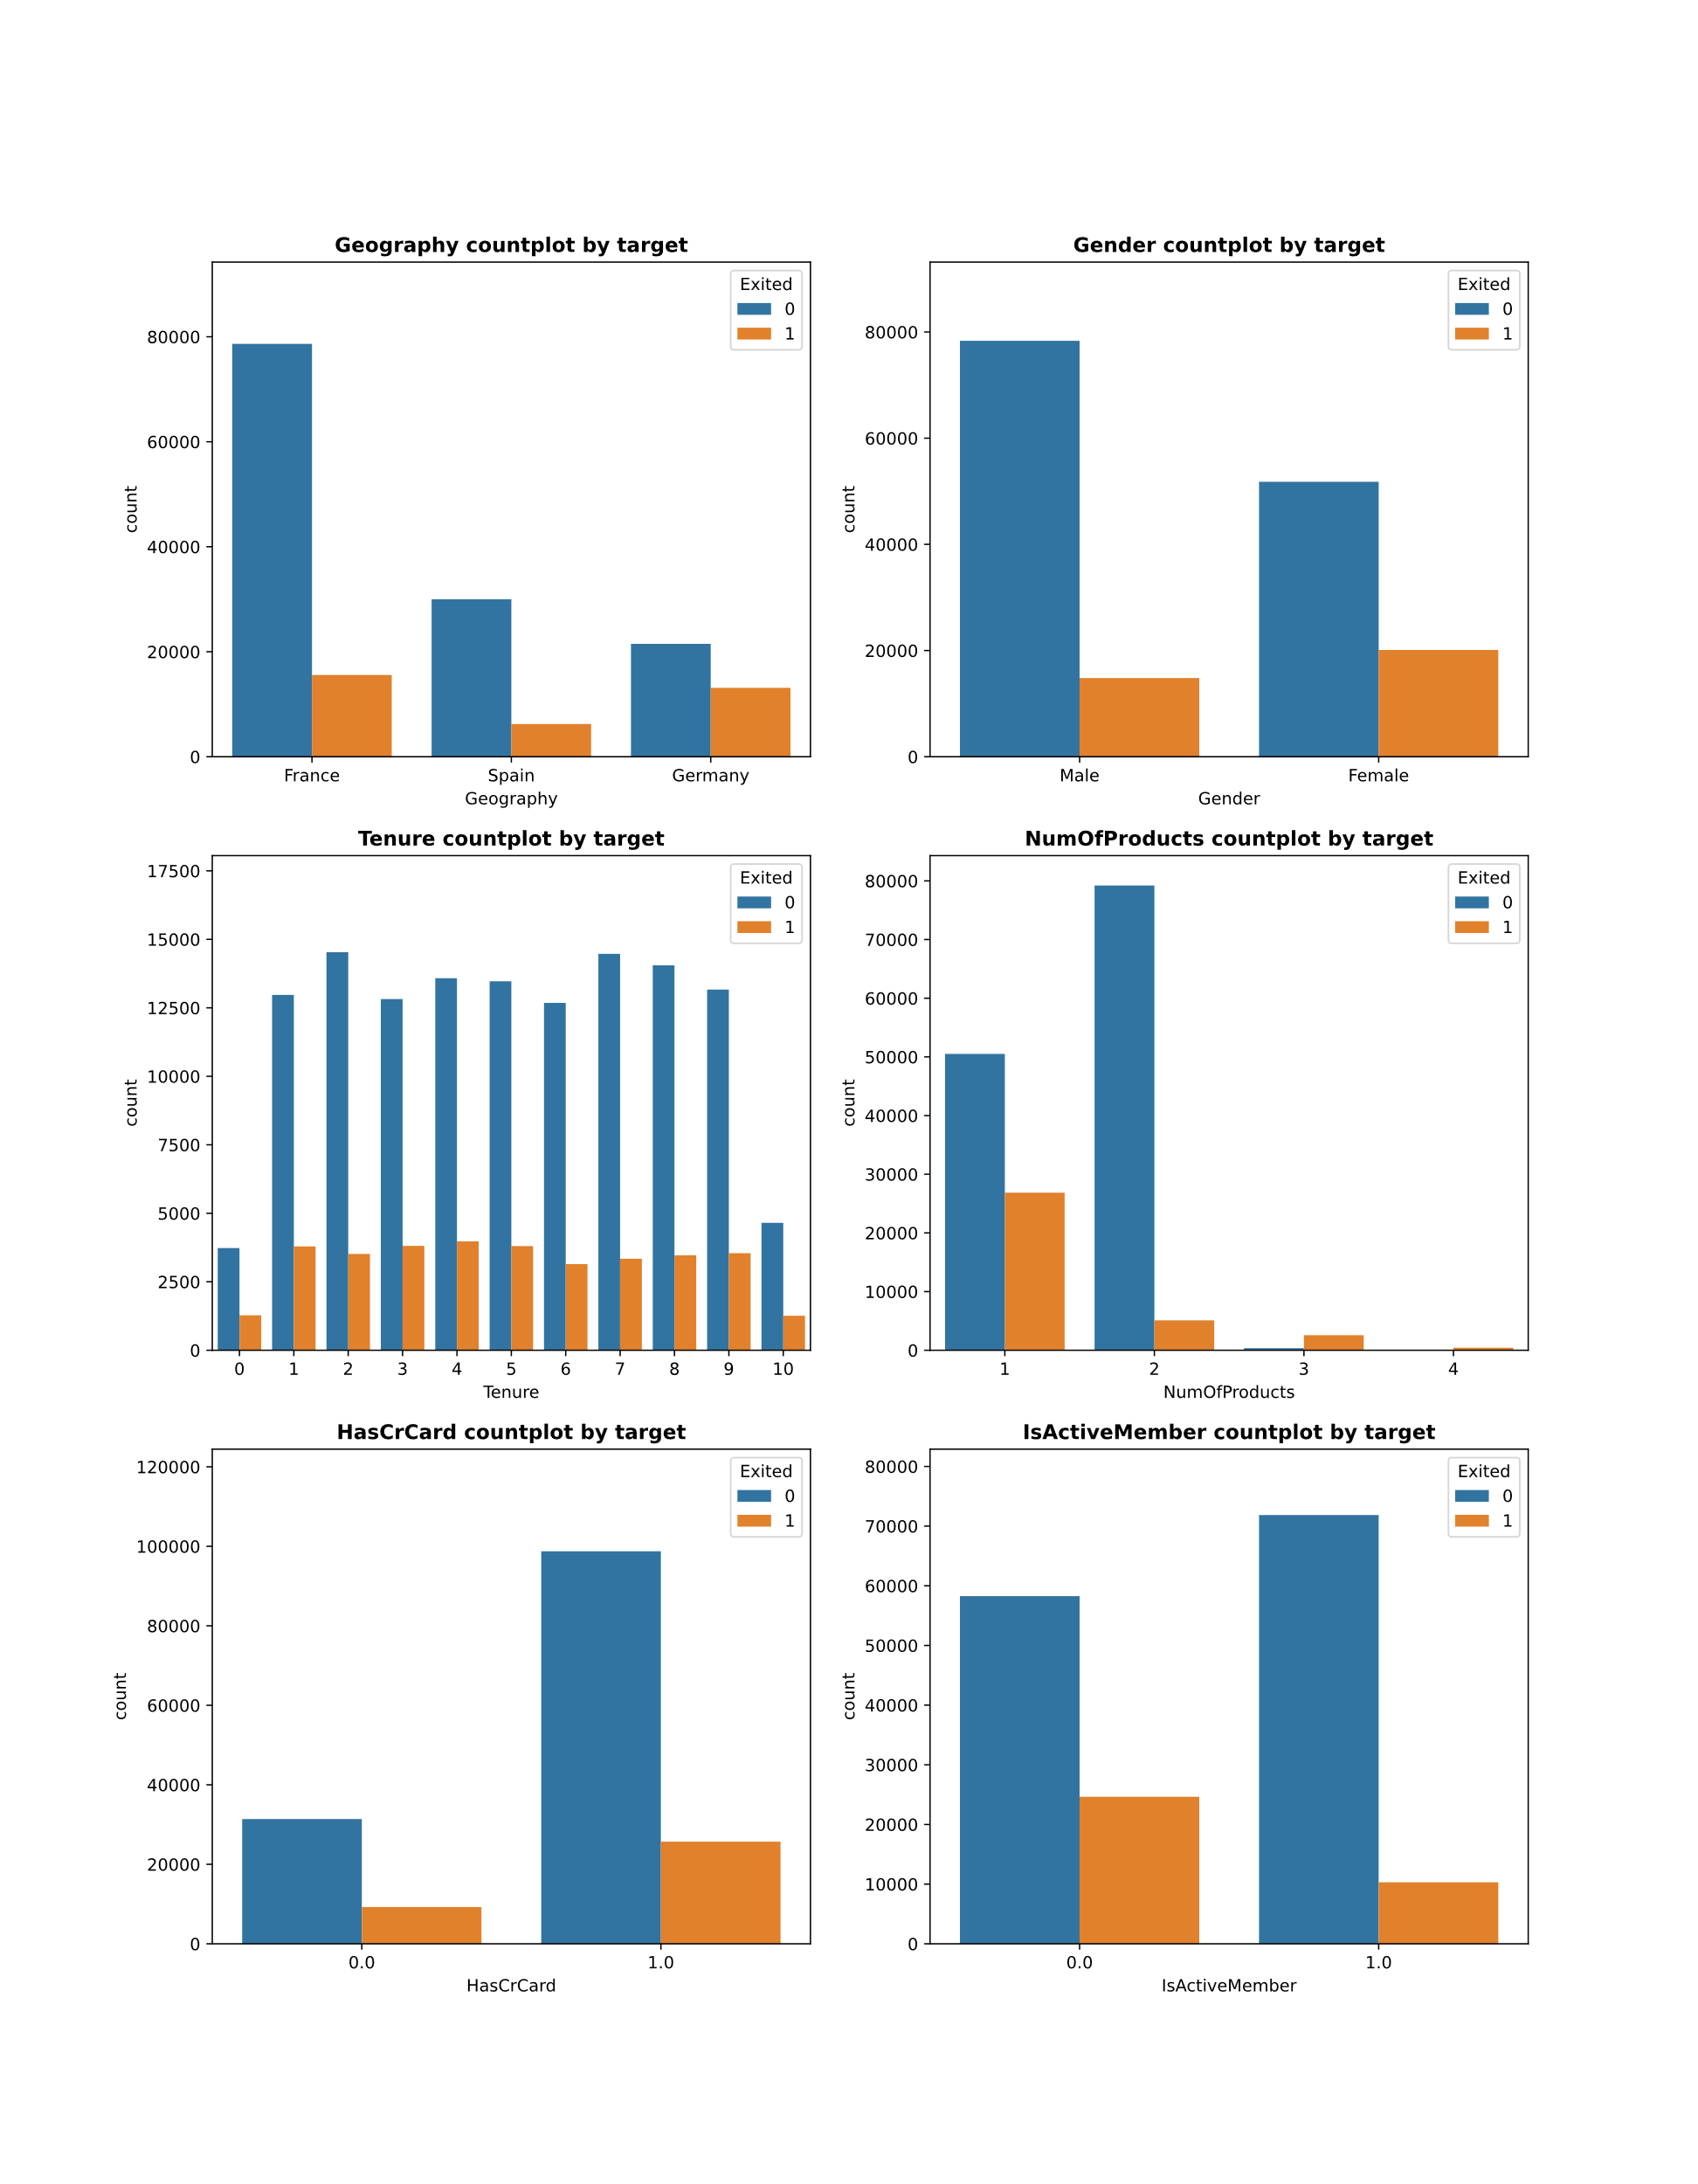 Geography countplot by target
Exited
0
1
80000
60000
40000
20000
0
count
France Spain Germany
Geography
Gender countplot by target
Exited
0
1
80000
60000
40000
20000
0
count
Male Female
Gender
Tenure countplot by target
Exited
0
1
17500
15000
12500
10000
7500
5000
2500
0
count
0 1 2 3 4 5 6 7 8 9 10
Tenure
NumOfProducts countplot by target
Exited
0
1
80000
70000
60000
50000
40000
30000
20000
10000
0
count
1 2 3 4
NumOfProducts
HasCrCard countplot by target
Exited
0
1
120000
100000
80000
60000
40000
20000
0
count
0.0 1.0
HasCrCard
IsActiveMember countplot by target
Exited
0
1
80000
70000
60000
50000
40000
30000
20000
10000
0
count
0.0 1.0
IsActiveMember